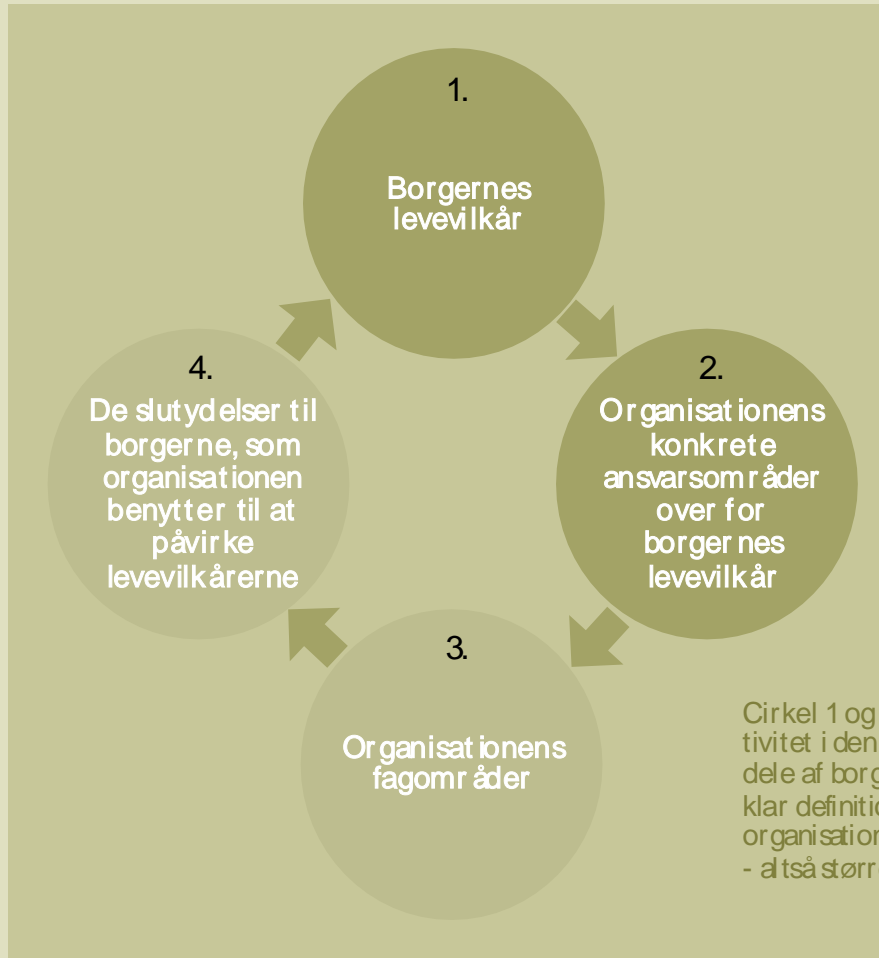 1.
Borgernes
levevilkår
2.
Organisationens
konkrete
ansvarsområder
over for
borgernes
levevilkår
3.
Organisationens
fagområder
4.
De slutydelser til
borgerne, som
organisationen
benytter til at
påvirke
levevilkårerne
Cirkel 1 og
tivitet i den
dele af borg
klar definitio
organisation
- altså større